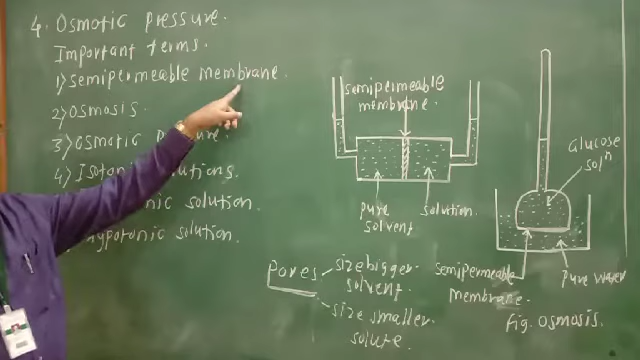 4. Osmotic pressure.
Important terms.
1) Semipermeable membrane.
2) Osmosis.
3) Osmotic
4) Isotonic solutions.
solution.
hypotonic solution.
semipermeable
membrane.
pure
solvent
solution.
Glucose
solⁿ
semipermeable
membrane.
pure water
fig. osmosis.
Pores
size bigger
solvent.
size smaller
solute.